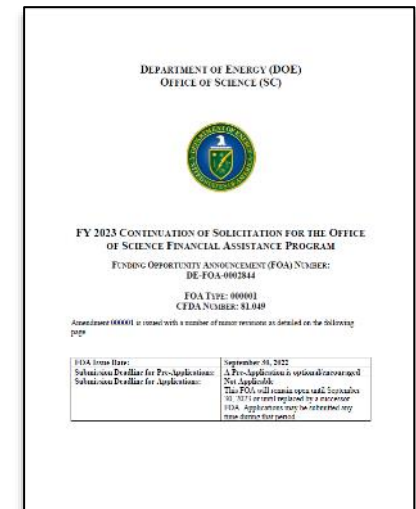 DEPARTMENT OF ENERGY (DOE)
OFFICE OF SCIENCE (SC)
FY 2023 CONTINUATION OF SOLICITATION FOR THE OFFICE
OF SCIENCE FINANCIAL ASSISTANCE PROGRAM
FUNDING OPPORTUNITY ANNOUNCEMENT (FOA) NUMBER:
DE-FOA-0002844
FOA TYPE: 000001
CFDA NUMBER: 81.049
Amendment 000001 is issued with a number of minor revisions as detailed on the following
page
FOA Issue Date: September 30, 2022
Submission Deadline for Pre-Applications: A Pre-Application is optional/encouraged
Submission Deadline for Applications: Not Applicable
This FOA will remain open until September
30, 2023 or until replaced by a successor
FOA. Applications may be submitted any
time during that period.